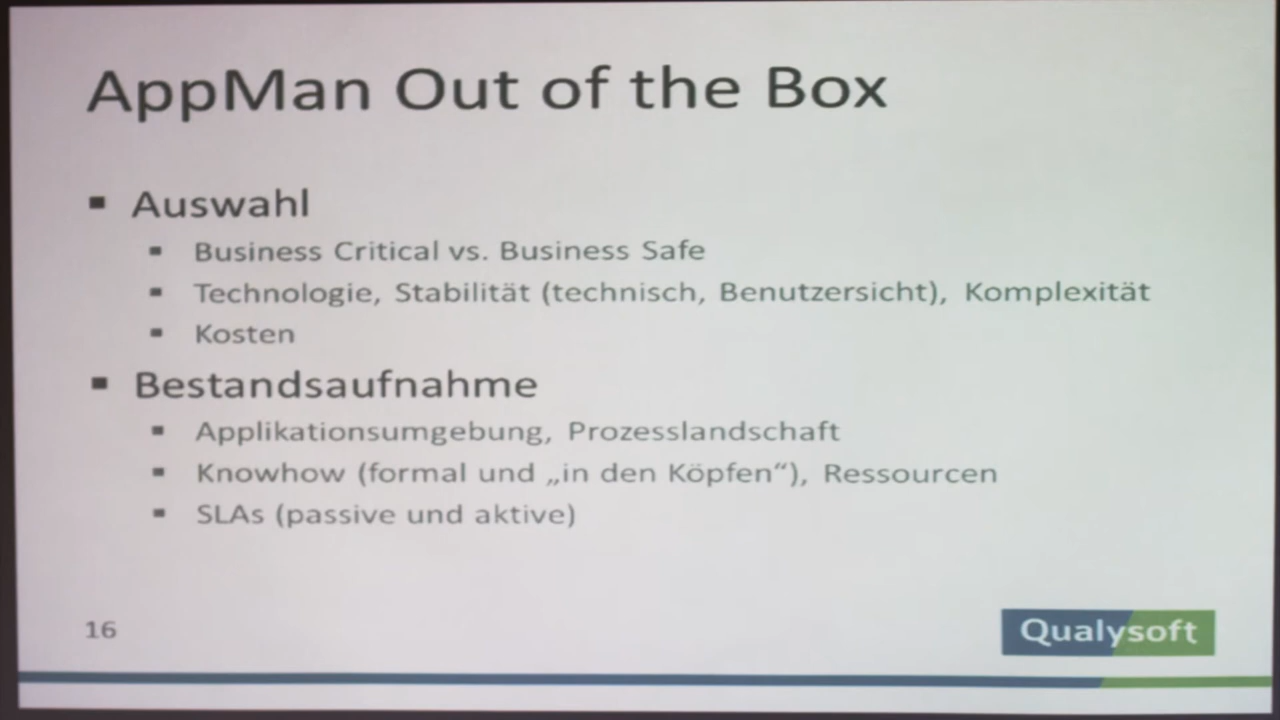 AppMan Out of the Box
Auswahl
Business Critical vs. Business Safe
Technologie, Stabilität (technisch, Benutzersicht), Komplexität
Kosten
Bestandsaufnahme
Applikationsumgebung, Prozesslandschaft
Knowhow (formal und „in den Köpfen“), Ressourcen
SLAs (passive und aktive)
16
Qualysoft